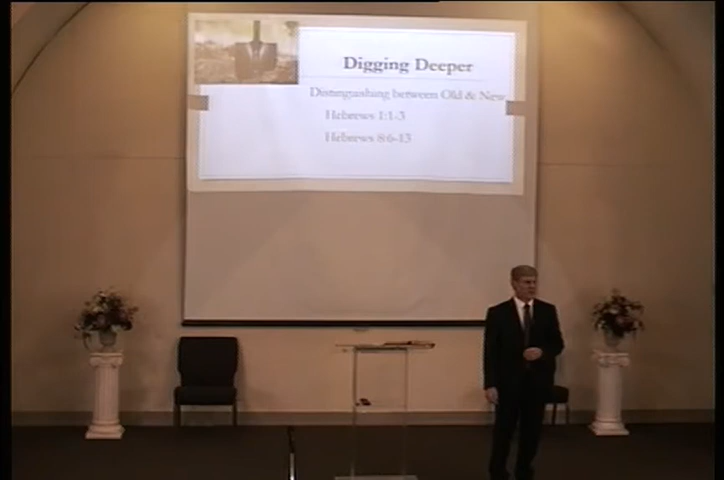 Digging Deeper
Distinguishing between Old & New
Hebrews 1:1-3
Hebrews 8:6-13